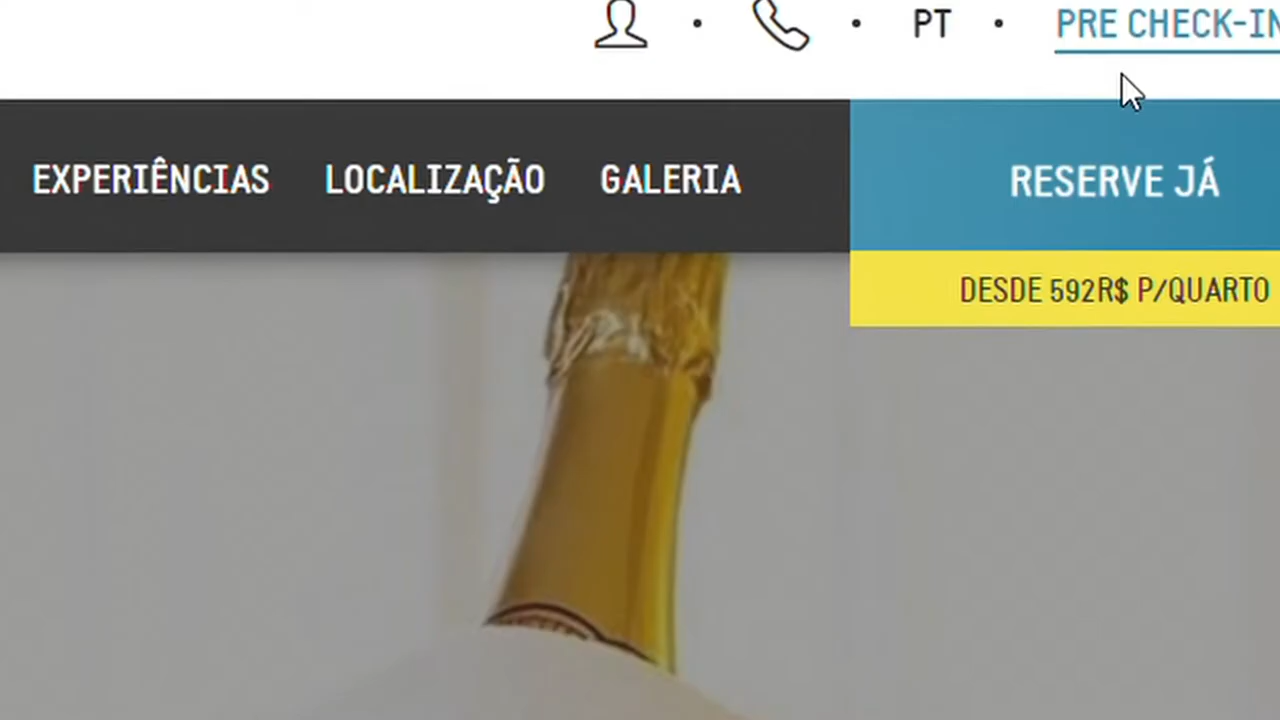 PT • PRE CHECK-IN
EXPERIÊNCIAS LOCALIZAÇÃO GALERIA RESERVE JÁ
DESDE 592R$ P/QUARTO